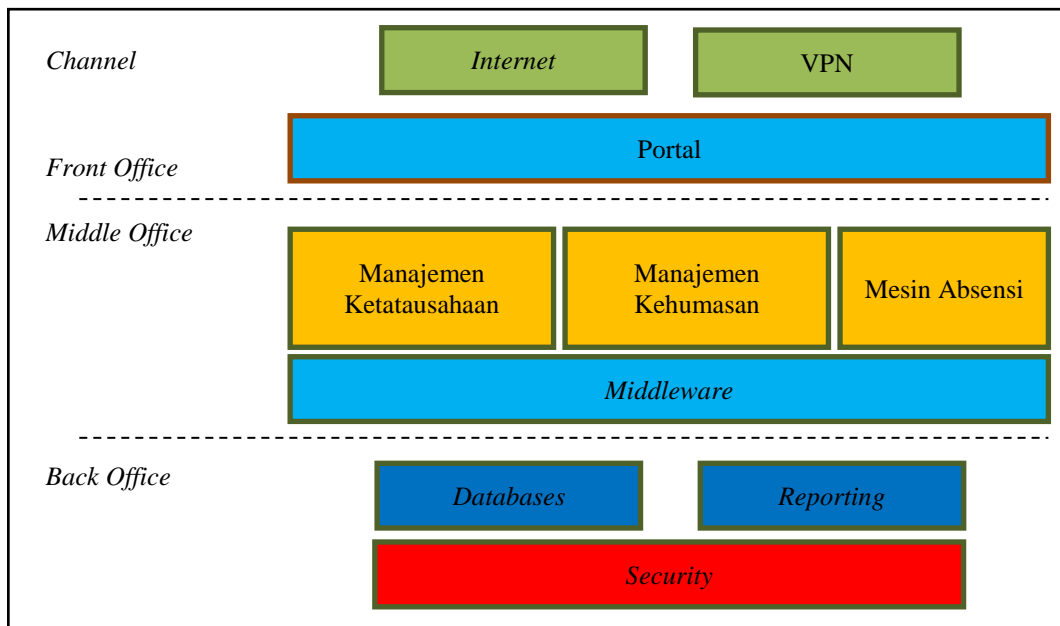 Channel
Internet
VPN
Portal
Front Office
Middle Office
Manajemen
Ketatausahaan
Manajemen
Kehumasan
Mesin Absensi
Middleware
Back Office
Databases
Reporting
Security